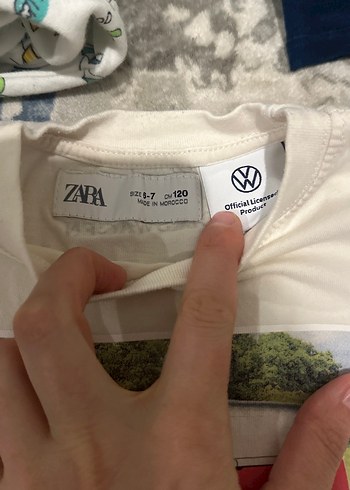 ZARA
SIZE 6-7 CM 120
MADE IN MOROCCO
Official Licensed
Product